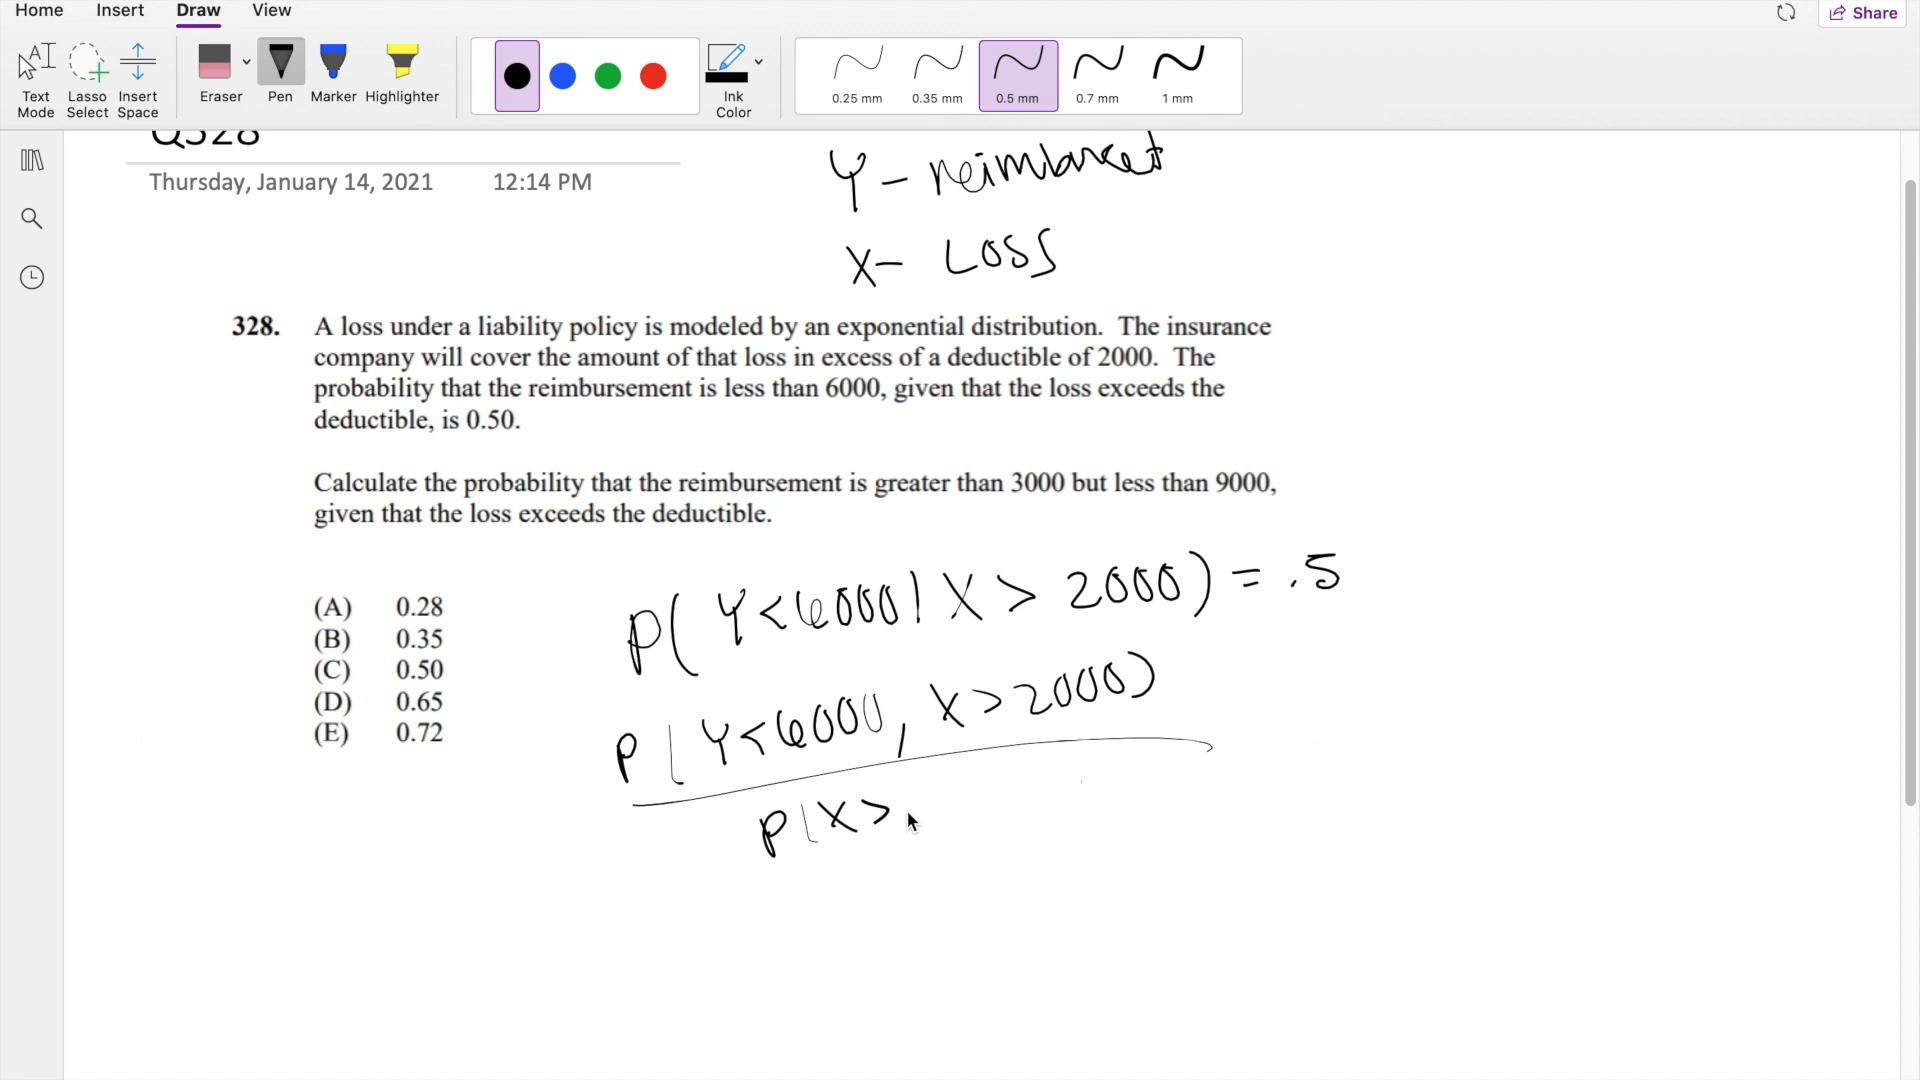 Home Insert Draw View
Share
Text Mode
Lasso Select
Insert Space
Eraser
Pen
Marker
Highlighter
Ink Color
0.25 mm
0.35 mm
0.5 mm
0.7 mm
1 mm
Q328
Thursday, January 14, 2021 12:14 PM
Y -
X - Loss
328. A loss under a liability policy is modeled by an exponential distribution. The insurance
company will cover the amount of that loss in excess of a deductible of 2000. The
probability that the reimbursement is less than 6000, given that the loss exceeds the
deductible, is 0.50.
Calculate the probability that the reimbursement is greater than 3000 but less than 9000,
given that the loss exceeds the deductible.
(A) 0.28
(B) 0.35
(C) 0.50
(D) 0.65
(E) 0.72
P( Y < 6000 | X > 2000) = .5
P( Y < 6000, X > 2000)
P( X >